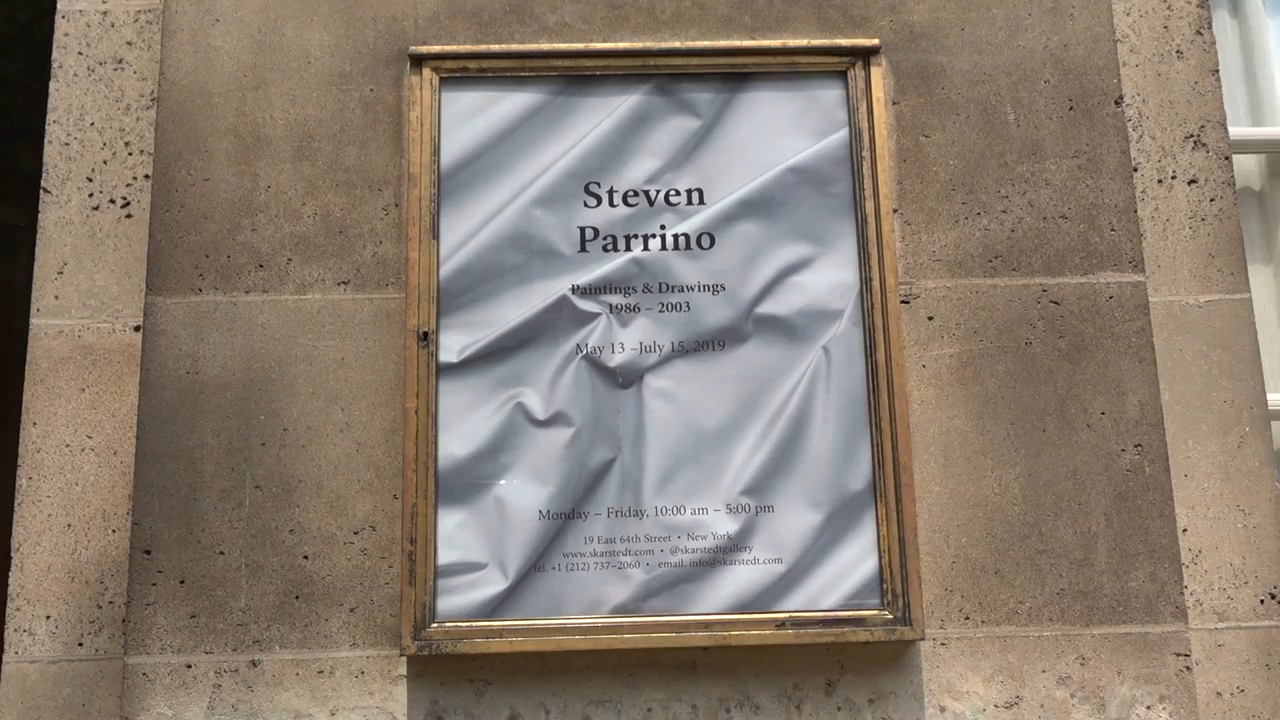 Steven
Parrino
Paintings & Drawings
1986 – 2003
May 13 –July 15, 2019
Monday – Friday, 10:00 am – 5:00 pm
19 East 64th Street • New York
www.skarstedt.com • @skarstedtgallery
tel. +1 (212) 737–2060 • email. info@skarstedt.com